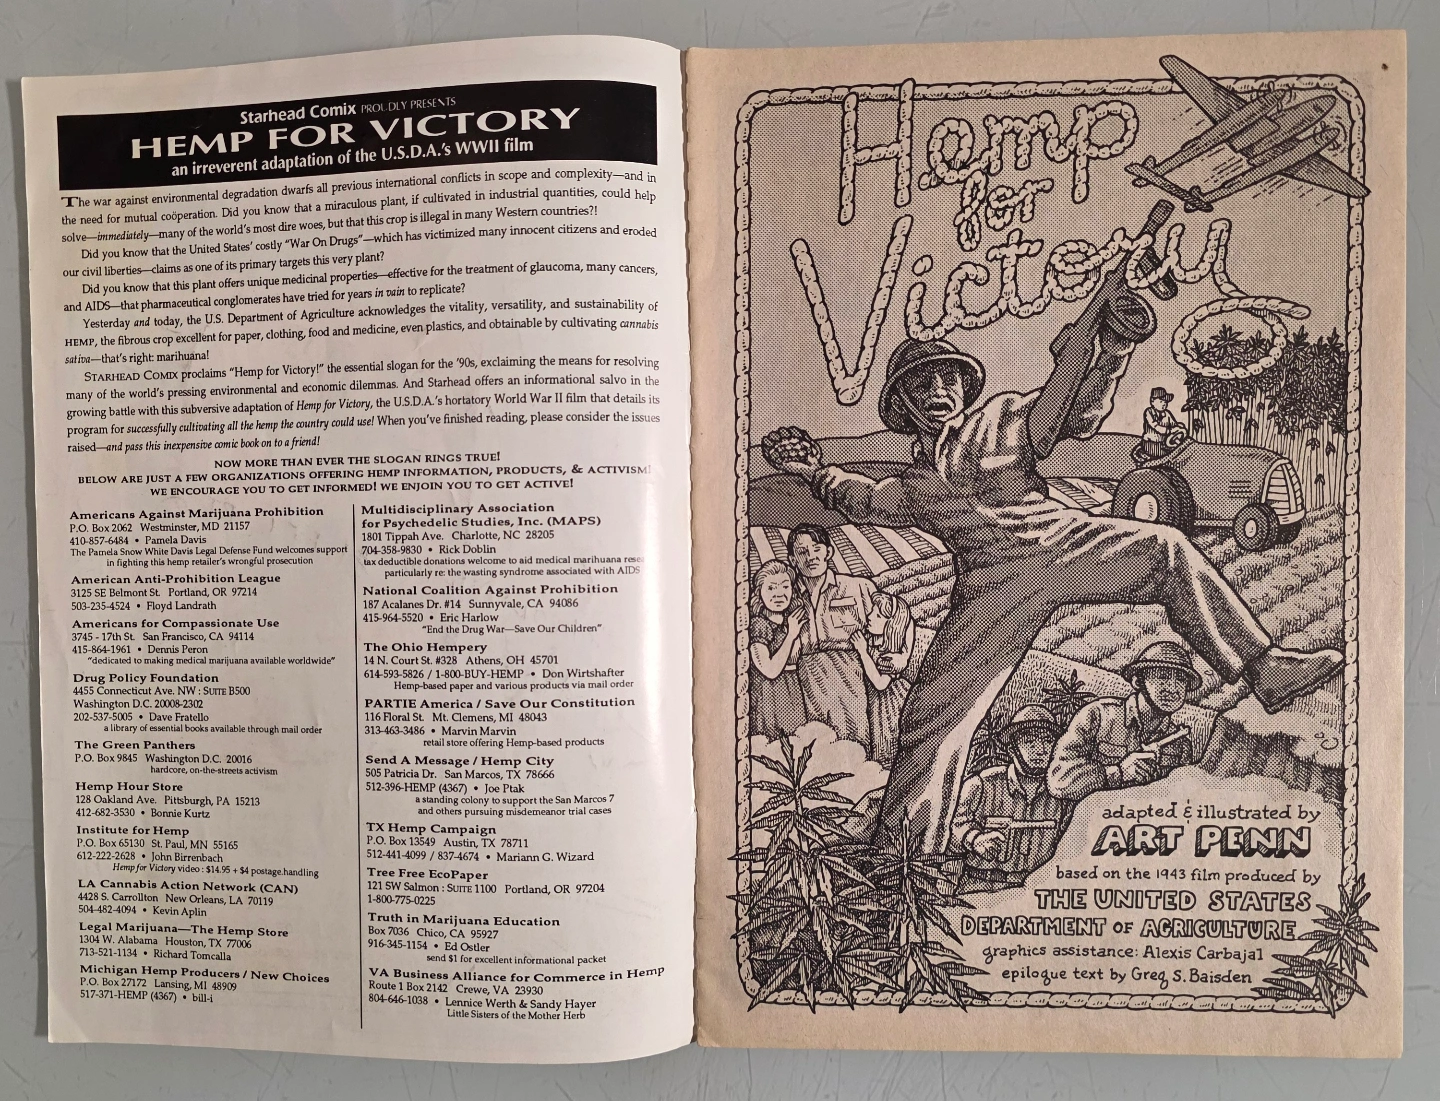 Starhead Comix PROUDLY PRESENTS
HEMP FOR VICTORY
an irreverent adaptation of the U.S.D.A.'s WWII film
The war against environmental degradation dwarfs all previous international conflicts in scope and complexity—and in
the need for mutual coöperation. Did you know that a miraculous plant, if cultivated in industrial quantities, could help
solve—immediately—many of the world's most dire woes, but that this crop is illegal in many Western countries?!
Did you know that the United States' costly "War On Drugs"—which has victimized many innocent citizens and eroded
our civil liberties—claims as one of its primary targets this very plant?
Did you know that this plant offers unique medicinal properties—effective for the treatment of glaucoma, many cancers,
and AIDS—that pharmaceutical conglomerates have tried for years in vain to replicate?
Yesterday and today, the U.S. Department of Agriculture acknowledges the vitality, versatility, and sustainability of
HEMP, the fibrous crop excellent for paper, clothing, food and medicine, even plastics, and obtainable by cultivating cannabis
sativa—that's right: marihuana!
STARHEAD COMIX proclaims "Hemp for Victory!" the essential slogan for the '90s, exclaiming the means for resolving
many of the world's pressing environmental and economic dilemmas. And Starhead offers an informational salvo in the
growing battle with this subversive adaptation of Hemp for Victory, the U.S.D.A.'s hortatory World War II film that details its
program for successfully cultivating all the hemp the country could use! When you've finished reading, please consider the issues
raised—and pass this inexpensive comic book on to a friend!
NOW MORE THAN EVER THE SLOGAN RINGS TRUE!
BELOW ARE JUST A FEW ORGANIZATIONS OFFERING HEMP INFORMATION, PRODUCTS, & ACTIVISM!
WE ENCOURAGE YOU TO GET INFORMED! WE ENJOIN YOU TO GET ACTIVE!
Americans Against Marijuana Prohibition
P.O. Box 2062 Westminster, MD 21157
410-857-6484 • Pamela Davis
The Pamela Snow White Davis Legal Defense Fund welcomes support
in fighting this hemp retailer's wrongful prosecution
American Anti-Prohibition League
3125 SE Belmont St. Portland, OR 97214
503-235-4524 • Floyd Landrath
Americans for Compassionate Use
3745 - 17th St. San Francisco, CA 94114
415-864-1961 • Dennis Peron
"dedicated to making medical marijuana available worldwide"
Drug Policy Foundation
4455 Connecticut Ave. NW : SUITE B500
Washington D.C. 20008-2302
202-537-5005 • Dave Fratello
a library of essential books available through mail order
The Green Panthers
P.O. Box 9845 Washington D.C. 20016
hardcore, on-the-streets activism
Hemp Hour Store
128 Oakland Ave. Pittsburgh, PA 15213
412-682-3530 • Bonnie Kurtz
Institute for Hemp
P.O. Box 65130 St. Paul, MN 55165
612-222-2628 • John Birrenbach
Hemp for Victory video : $14.95 + $4 postage.handling
LA Cannabis Action Network (CAN)
4428 S. Carrollton New Orleans, LA 70119
504-482-4094 • Kevin Aplin
Legal Marijuana—The Hemp Store
1304 W. Alabama Houston, TX 77006
713-521-1134 • Richard Tomcalla
Michigan Hemp Producers / New Choices
P.O. Box 27172 Lansing, MI 48909
517-371-HEMP (4367) • bill-i
Multidisciplinary Association
for Psychedelic Studies, Inc. (MAPS)
1801 Tippah Ave. Charlotte, NC 28205
704-358-9830 • Rick Doblin
tax deductible donations welcome to aid medical marihuana
particularly re: the wasting syndrome associated with AIDS
National Coalition Against Prohibition
187 Acalanes Dr. #14 Sunnyvale, CA 94086
415-964-5520 • Eric Harlow
"End the Drug War—Save Our Children"
The Ohio Hempery
14 N. Court St. #328 Athens, OH 45701
614-593-5826 / 1-800-BUY-HEMP • Don Wirtshafter
Hemp-based paper and various products via mail order
PARTIE America / Save Our Constitution
116 Floral St. Mt. Clemens, MI 48043
313-463-3486 • Marvin Marvin
retail store offering Hemp-based products
Send A Message / Hemp City
505 Patricia Dr. San Marcos, TX 78666
512-396-HEMP (4367) • Joe Ptak
a standing colony to support the San Marcos 7
and others pursuing misdemeanor trial cases
TX Hemp Campaign
P.O. Box 13549 Austin, TX 78711
512-441-4099 / 837-4674 • Mariann G. Wizard
Tree Free EcoPaper
121 SW Salmon : SUITE 1100 Portland, OR 97204
1-800-775-0225
Truth in Marijuana Education
Box 7036 Chico, CA 95927
916-345-1154 • Ed Ostler
send $1 for excellent informational packet
VA Business Alliance for Commerce in Hemp
Route 1 Box 2142 Crewe, VA 23930
804-646-1038 • Lennice Werth & Sandy Hayer
Little Sisters of the Mother Herb
Hemp
for
Victory
adapted & illustrated by
ART PENN
based on the 1943 film produced by
THE UNITED STATES
DEPARTMENT OF AGRICULTURE
graphics assistance: Alexis Carbajal
epilogue text by Greg S. Baisden